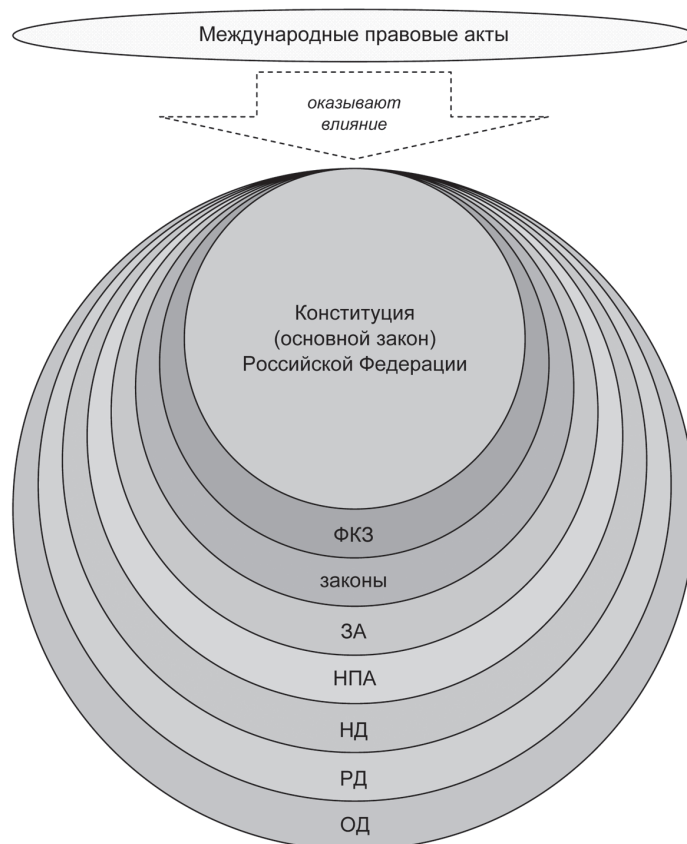 Международные правовые акты
оказывают
влияние
Конституция
(основной закон)
Российской Федерации
ФКЗ
законы
ЗА
НПА
НД
РД
ОД